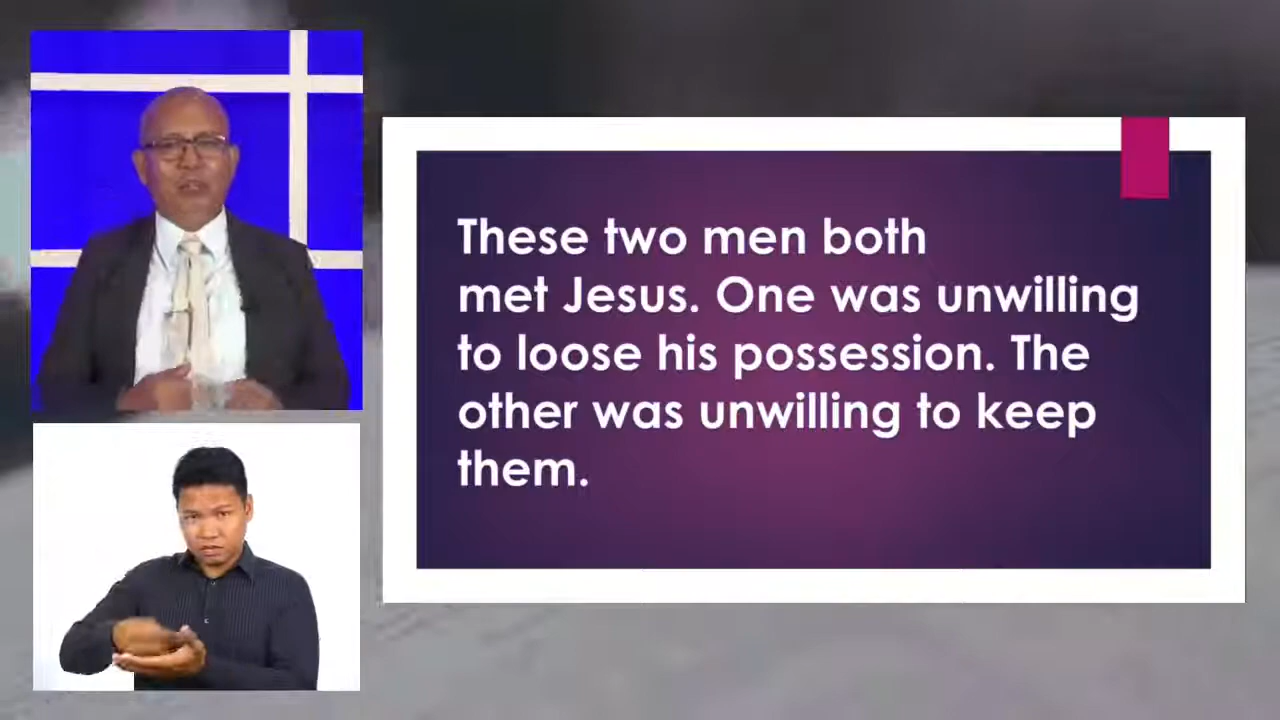 These two men both
met Jesus. One was unwilling
to loose his possession. The
other was unwilling to keep
them.